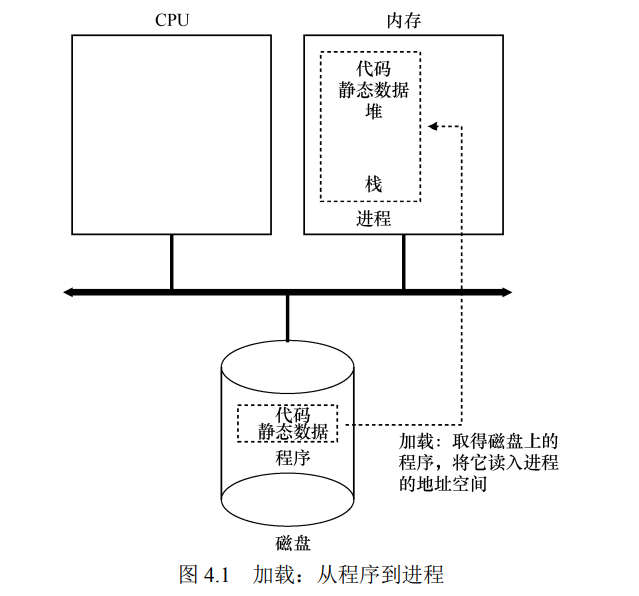 CPU
内存
代码
静态数据
堆
栈
进程
代码
静态数据
程序
加载：取得磁盘上的
程序，将它读入进程
的地址空间
磁盘
图 4.1 加载：从程序到进程